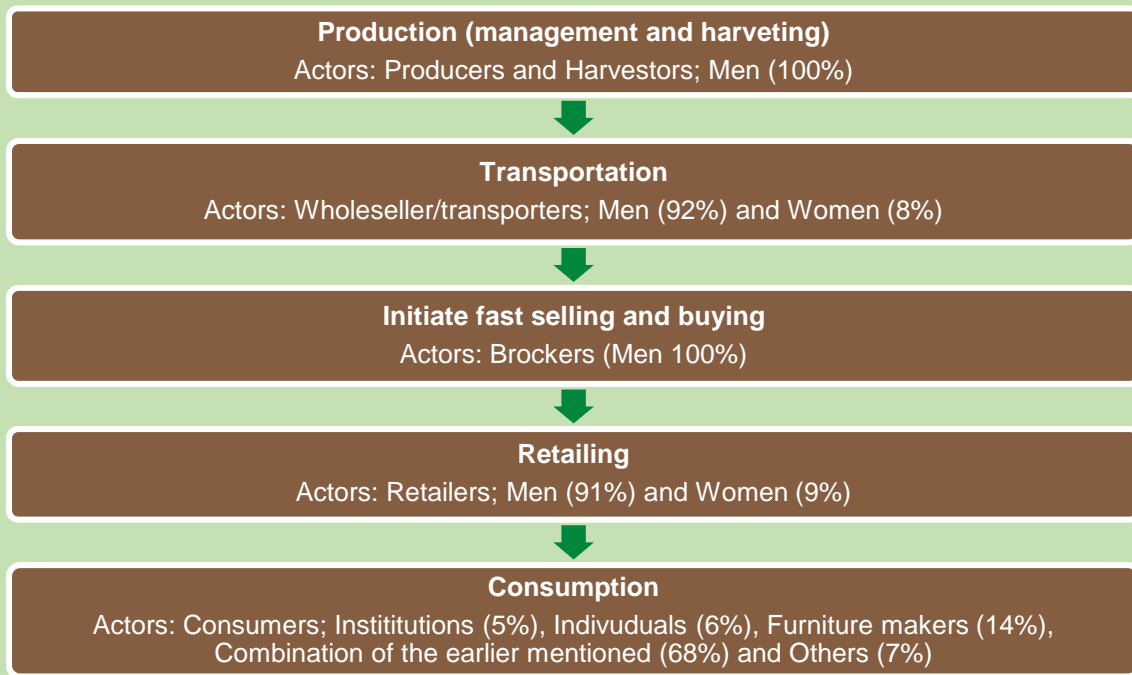 Production (management and harveting)
Actors: Producers and Harvestors; Men (100%)
Transportation
Actors: Wholeseller/transporters; Men (92%) and Women (8%)
Initiate fast selling and buying
Actors: Brockers (Men 100%)
Retailing
Actors: Retailers; Men (91%) and Women (9%)
Consumption
Actors: Consumers; Instititutions (5%), Indivuduals (6%), Furniture makers (14%),
Combination of the earlier mentioned (68%) and Others (7%)